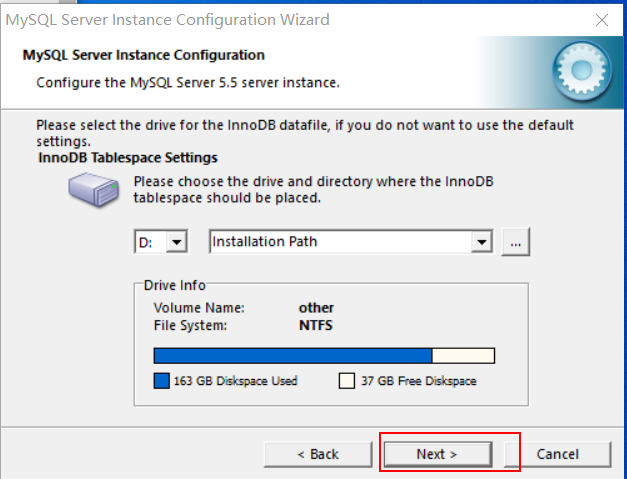 MySQL Server Instance Configuration Wizard
MySQL Server Instance Configuration
Configure the MySQL Server 5.5 server instance.
Please select the drive for the InnoDB datafile, if you do not want to use the default
settings.
InnoDB Tablespace Settings
Please choose the drive and directory where the InnoDB
tablespace should be placed.
D: Installation Path ...
Drive Info
Volume Name: other
File System: NTFS
163 GB Diskspace Used 37 GB Free Diskspace
< Back Next > Cancel